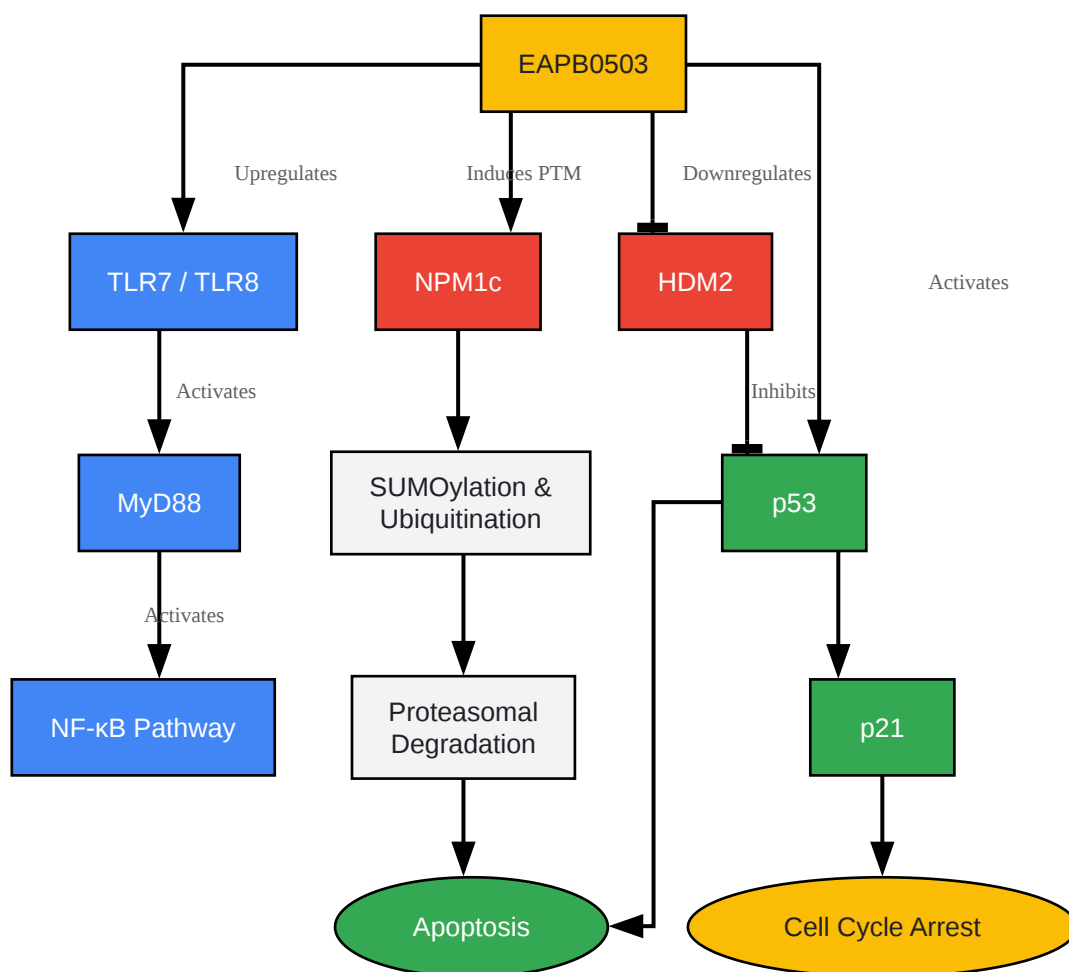 EAPB0503
Upregulates
Induces PTM
Downregulates
TLR7 / TLR8
NPM1c
HDM2
Activates
Activates
Inhibits
MyD88
SUMOylation &
Ubiquitination
p53
Activates
NF-κB Pathway
Proteasomal
Degradation
p21
Apoptosis
Cell Cycle Arrest